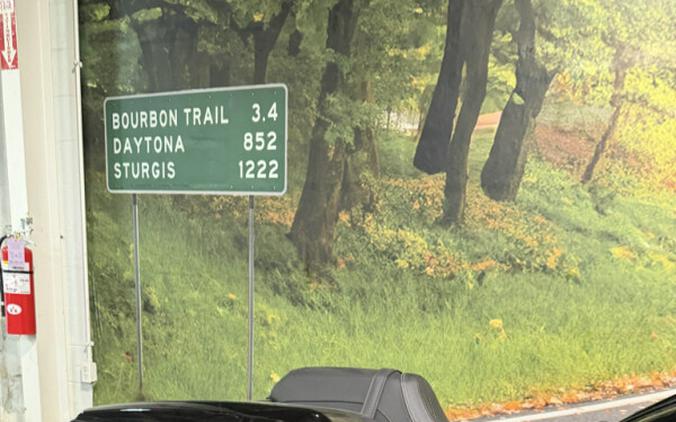 BOURBON TRAIL 3.4
DAYTONA 852
STURGIS 1222